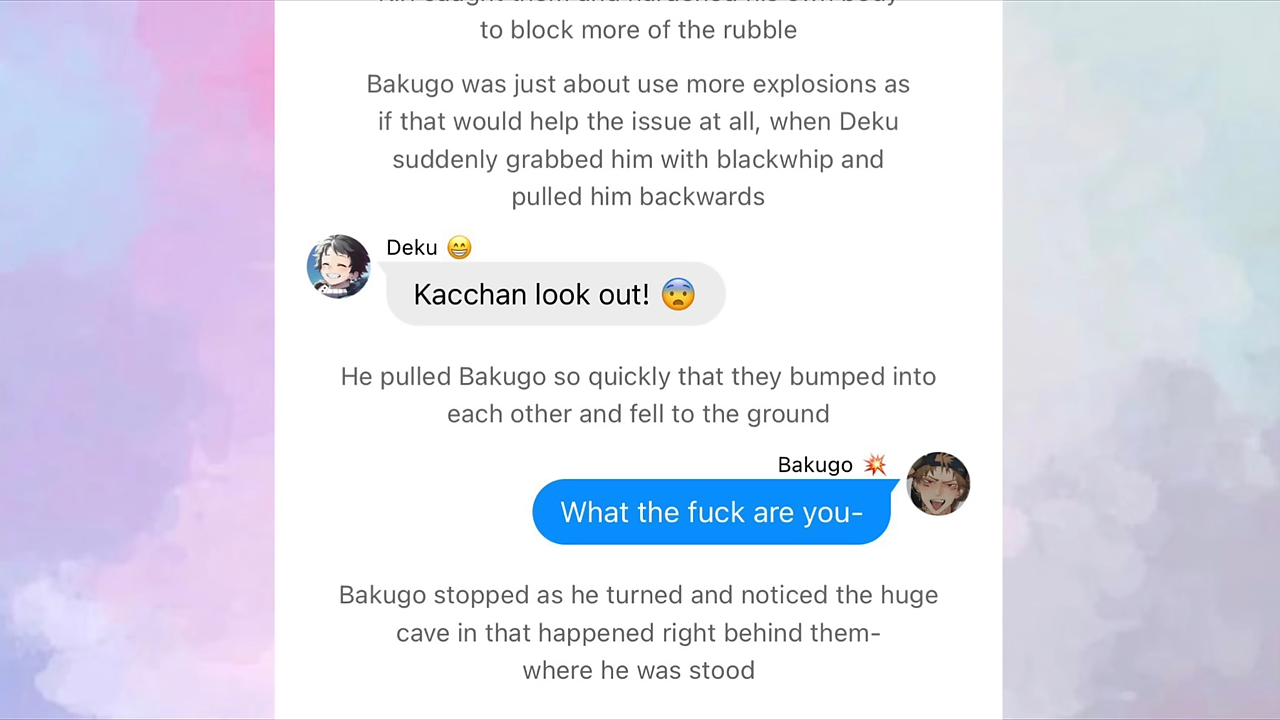 to block more of the rubble
Bakugo was just about use more explosions as
if that would help the issue at all, when Deku
suddenly grabbed him with blackwhip and
pulled him backwards
Deku 😁
Kacchan look out! 😨
He pulled Bakugo so quickly that they bumped into
each other and fell to the ground
Bakugo 💥
What the fuck are you-
Bakugo stopped as he turned and noticed the huge
cave in that happened right behind them-
where he was stood